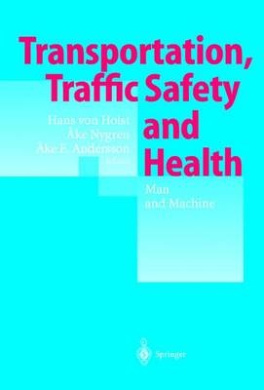 Transportation,
Traffic Safety
and
Health
Hans von Holst
Åke Nygren
Åke E. Andersson
Man
and Machine
Springer